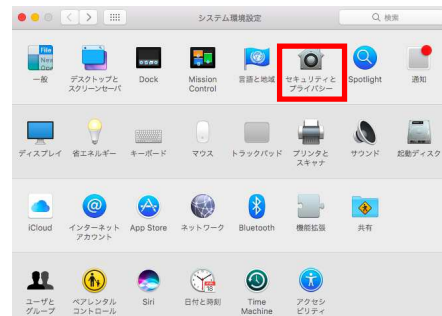 システム環境設定
検索
File
New
一般
デスクトップと
スクリーンセーバ
Dock
Mission
Control
言語と地域
セキュリティと
プライバシー
Spotlight
通知
ディスプレイ
省エネルギー
キーボード
マウス
トラックパッド
プリンタと
スキャナ
サウンド
起動ディスク
iCloud
インターネット
アカウント
App Store
ネットワーク
Bluetooth
機能拡張
共有
18
ユーザと
グループ
ペアレンタル
コントロール
Siri
日付と時刻
Time
Machine
アクセシ
ビリティ